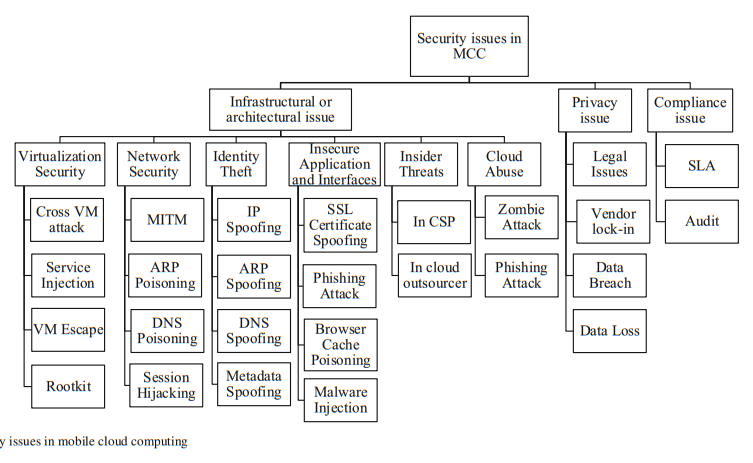 Security issues in
MCC
Infrastructural or
architectural issue
Privacy
issue
Compliance
issue
Virtualization
Security
Network
Security
Identity
Theft
Insecure
Application
and Interfaces
Insider
Threats
Cloud
Abuse
Legal
Issues
SLA
Cross VM
attack
MITM
IP
Spoofing
SSL
Certificate
Spoofing
In CSP
Zombie
Attack
Vendor
lock-in
Audit
Service
Injection
ARP
Poisoning
ARP
Spoofing
Phishing
Attack
In cloud
outsourcer
Phishing
Attack
Data
Breach
VM Escape
DNS
Poisoning
DNS
Spoofing
Browser
Cache
Poisoning
Data Loss
Rootkit
Session
Hijacking
Metadata
Spoofing
Malware
Injection
y issues in mobile cloud computing